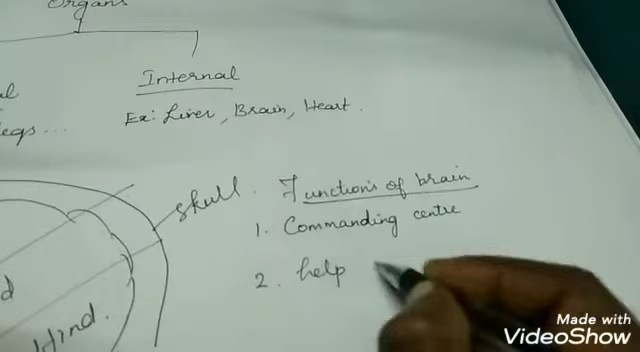 Organs
Internal
Ex: Liver, Brain, Heart.
egs...
skull.
Functions of brain
1. Commanding centre
2. help
Hind.
Made with
VideoShow